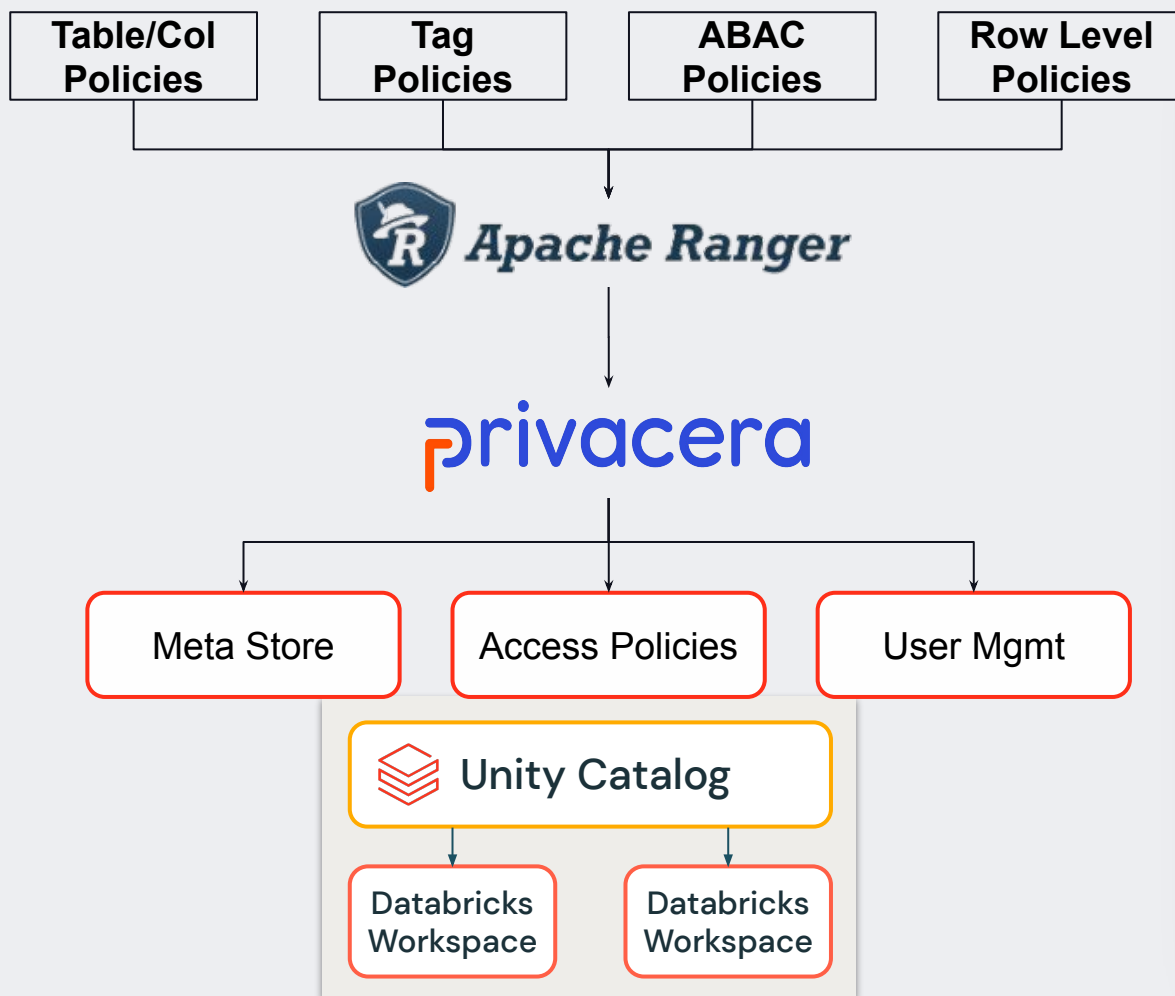 Table/Col
Policies
Tag
Policies
ABAC
Policies
Row Level
Policies
R
Apache Ranger
privacera
Meta Store
Access Policies
User Mgmt
Unity Catalog
Databricks
Workspace
Databricks
Workspace